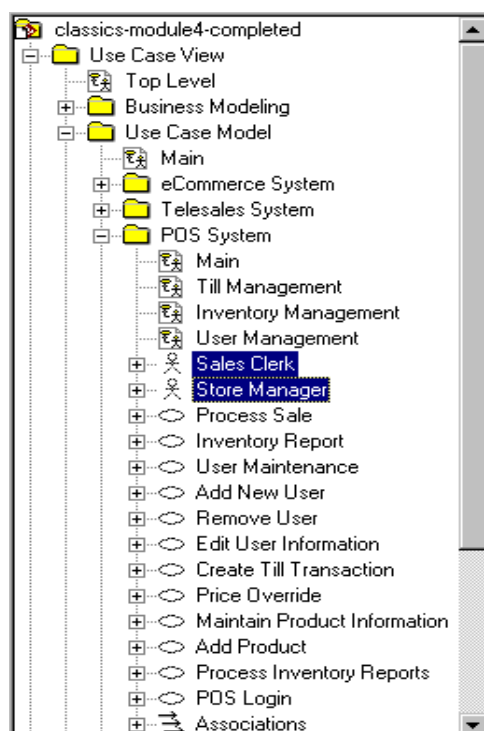 classics-module4-completed
Use Case View
Top Level
Business Modeling
Use Case Model
Main
eCommerce System
Telesales System
POS System
Main
Till Management
Inventory Management
User Management
Sales Clerk
Store Manager
Process Sale
Inventory Report
User Maintenance
Add New User
Remove User
Edit User Information
Create Till Transaction
Price Override
Maintain Product Information
Add Product
Process Inventory Reports
POS Login
Associations